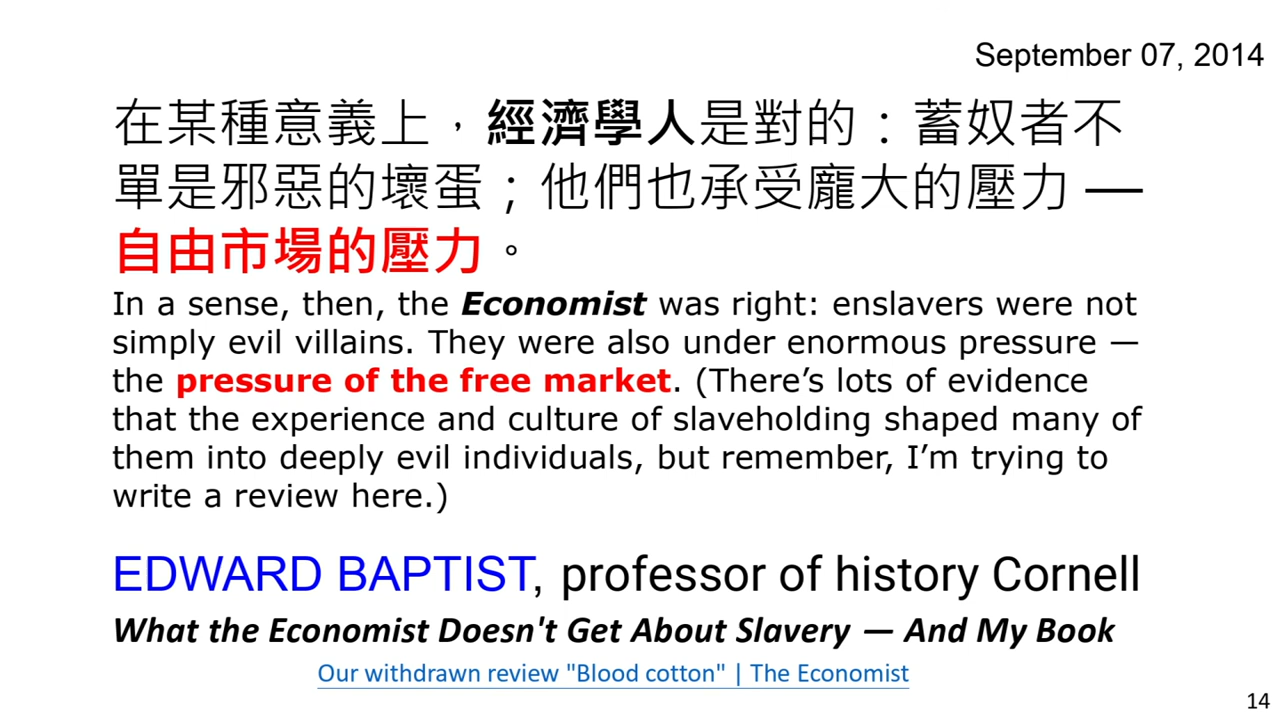 September 07, 2014
在某種意義上，經濟學人是對的：蓄奴者不
單是邪惡的壞蛋；他們也承受龐大的壓力 —
自由市場的壓力。
In a sense, then, the Economist was right: enslavers were not
simply evil villains. They were also under enormous pressure —
the pressure of the free market. (There’s lots of evidence
that the experience and culture of slaveholding shaped many of
them into deeply evil individuals, but remember, I’m trying to
write a review here.)
EDWARD BAPTIST, professor of history Cornell
What the Economist Doesn't Get About Slavery — And My Book
Our withdrawn review "Blood cotton" | The Economist
14